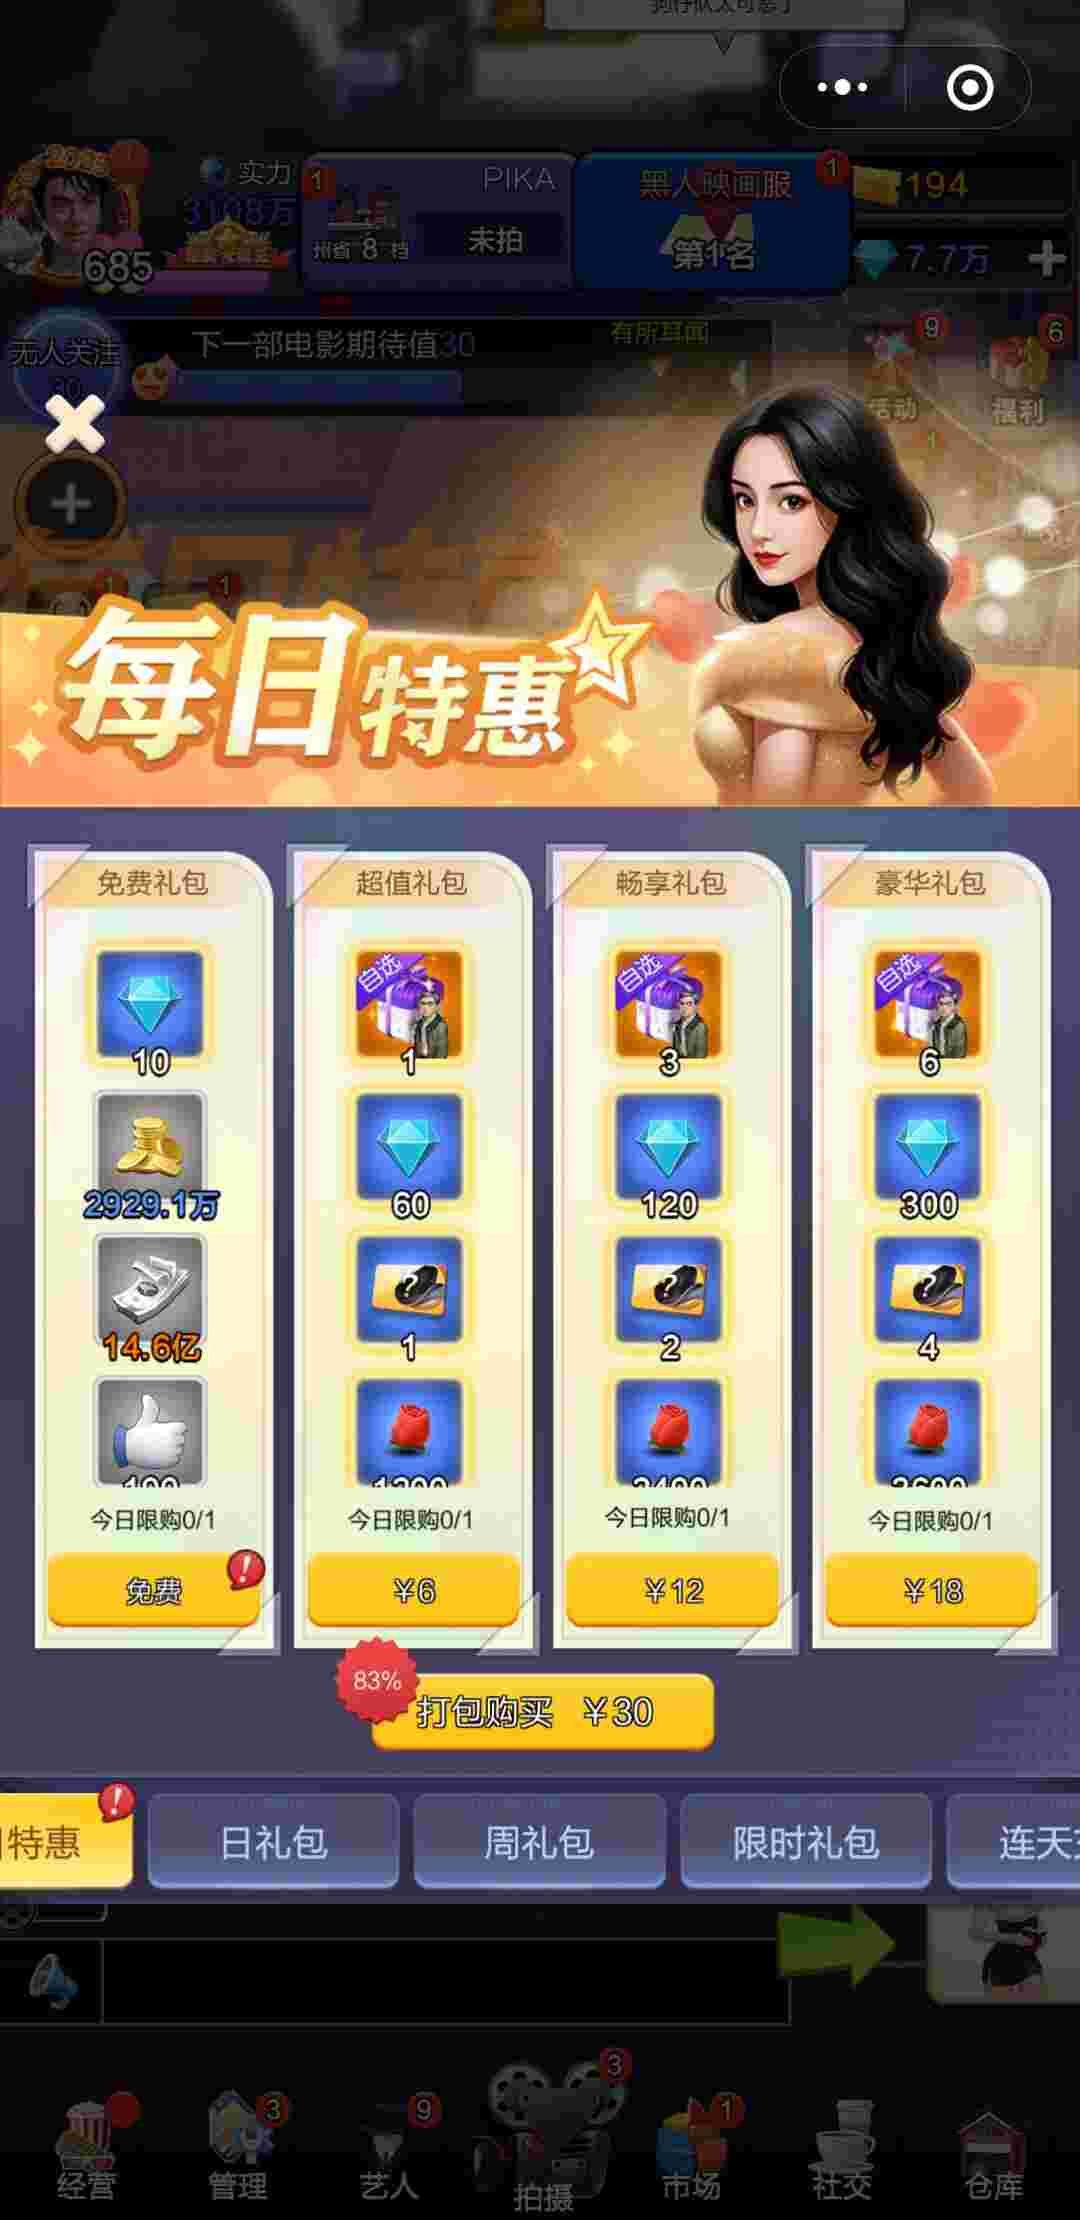 实力
3108万
685
1
PIKA
州省 8 档
未拍
黑人映画服
1
第1名
194
7.7万
无人关注
30
下一部电影期待值30
有所耳闻
9
活动
6
福利
1
1
1
每日特惠
免费礼包
10
2929.1万
14.6亿
100
今日限购0/1
免费
超值礼包
自选
1
60
1
1200
今日限购0/1
¥6
畅享礼包
自选
3
120
2
2400
今日限购0/1
¥12
豪华礼包
自选
6
300
4
3600
今日限购0/1
¥18
83%
打包购买 ¥30
特惠
日礼包
周礼包
限时礼包
连天
经营
3
管理
9
艺人
3
拍摄
1
市场
社交
仓库